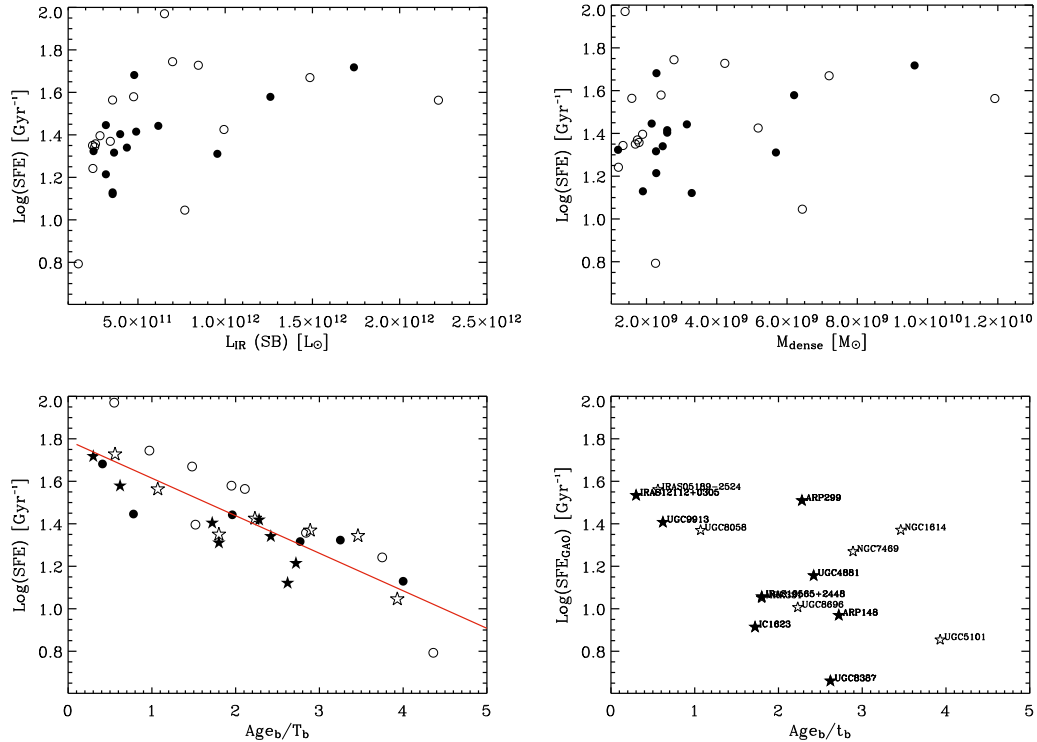 2.0
1.8
1.6
1.4
1.2
1.0
0.8
Log(SFE) [Gyr⁻¹]
5.0×10¹¹ 1.0×10¹² 1.5×10¹² 2.0×10¹² 2.5×10¹²
L_IR (SB) [L⊙]
2.0
1.8
1.6
1.4
1.2
1.0
0.8
Log(SFE) [Gyr⁻¹]
2.0×10⁹ 4.0×10⁹ 6.0×10⁹ 8.0×10⁹ 1.0×10¹⁰ 1.2×10¹⁰
M_dense [M⊙]
2.0
1.8
1.6
1.4
1.2
1.0
0.8
Log(SFE) [Gyr⁻¹]
0 1 2 3 4 5
Age_b/T_b
2.0
1.8
1.6
1.4
1.2
1.0
0.8
Log(SFE_GAO) [Gyr⁻¹]
IRAS05189-2524
IRAS12112+0305
ARP299
UGC9913
UGC8058
NGC1614
NGC7469
UGC4881
UGC8696
ARP148
IC1623
UGC5101
UGC8387
0 1 2 3 4 5
Age_b/t_b